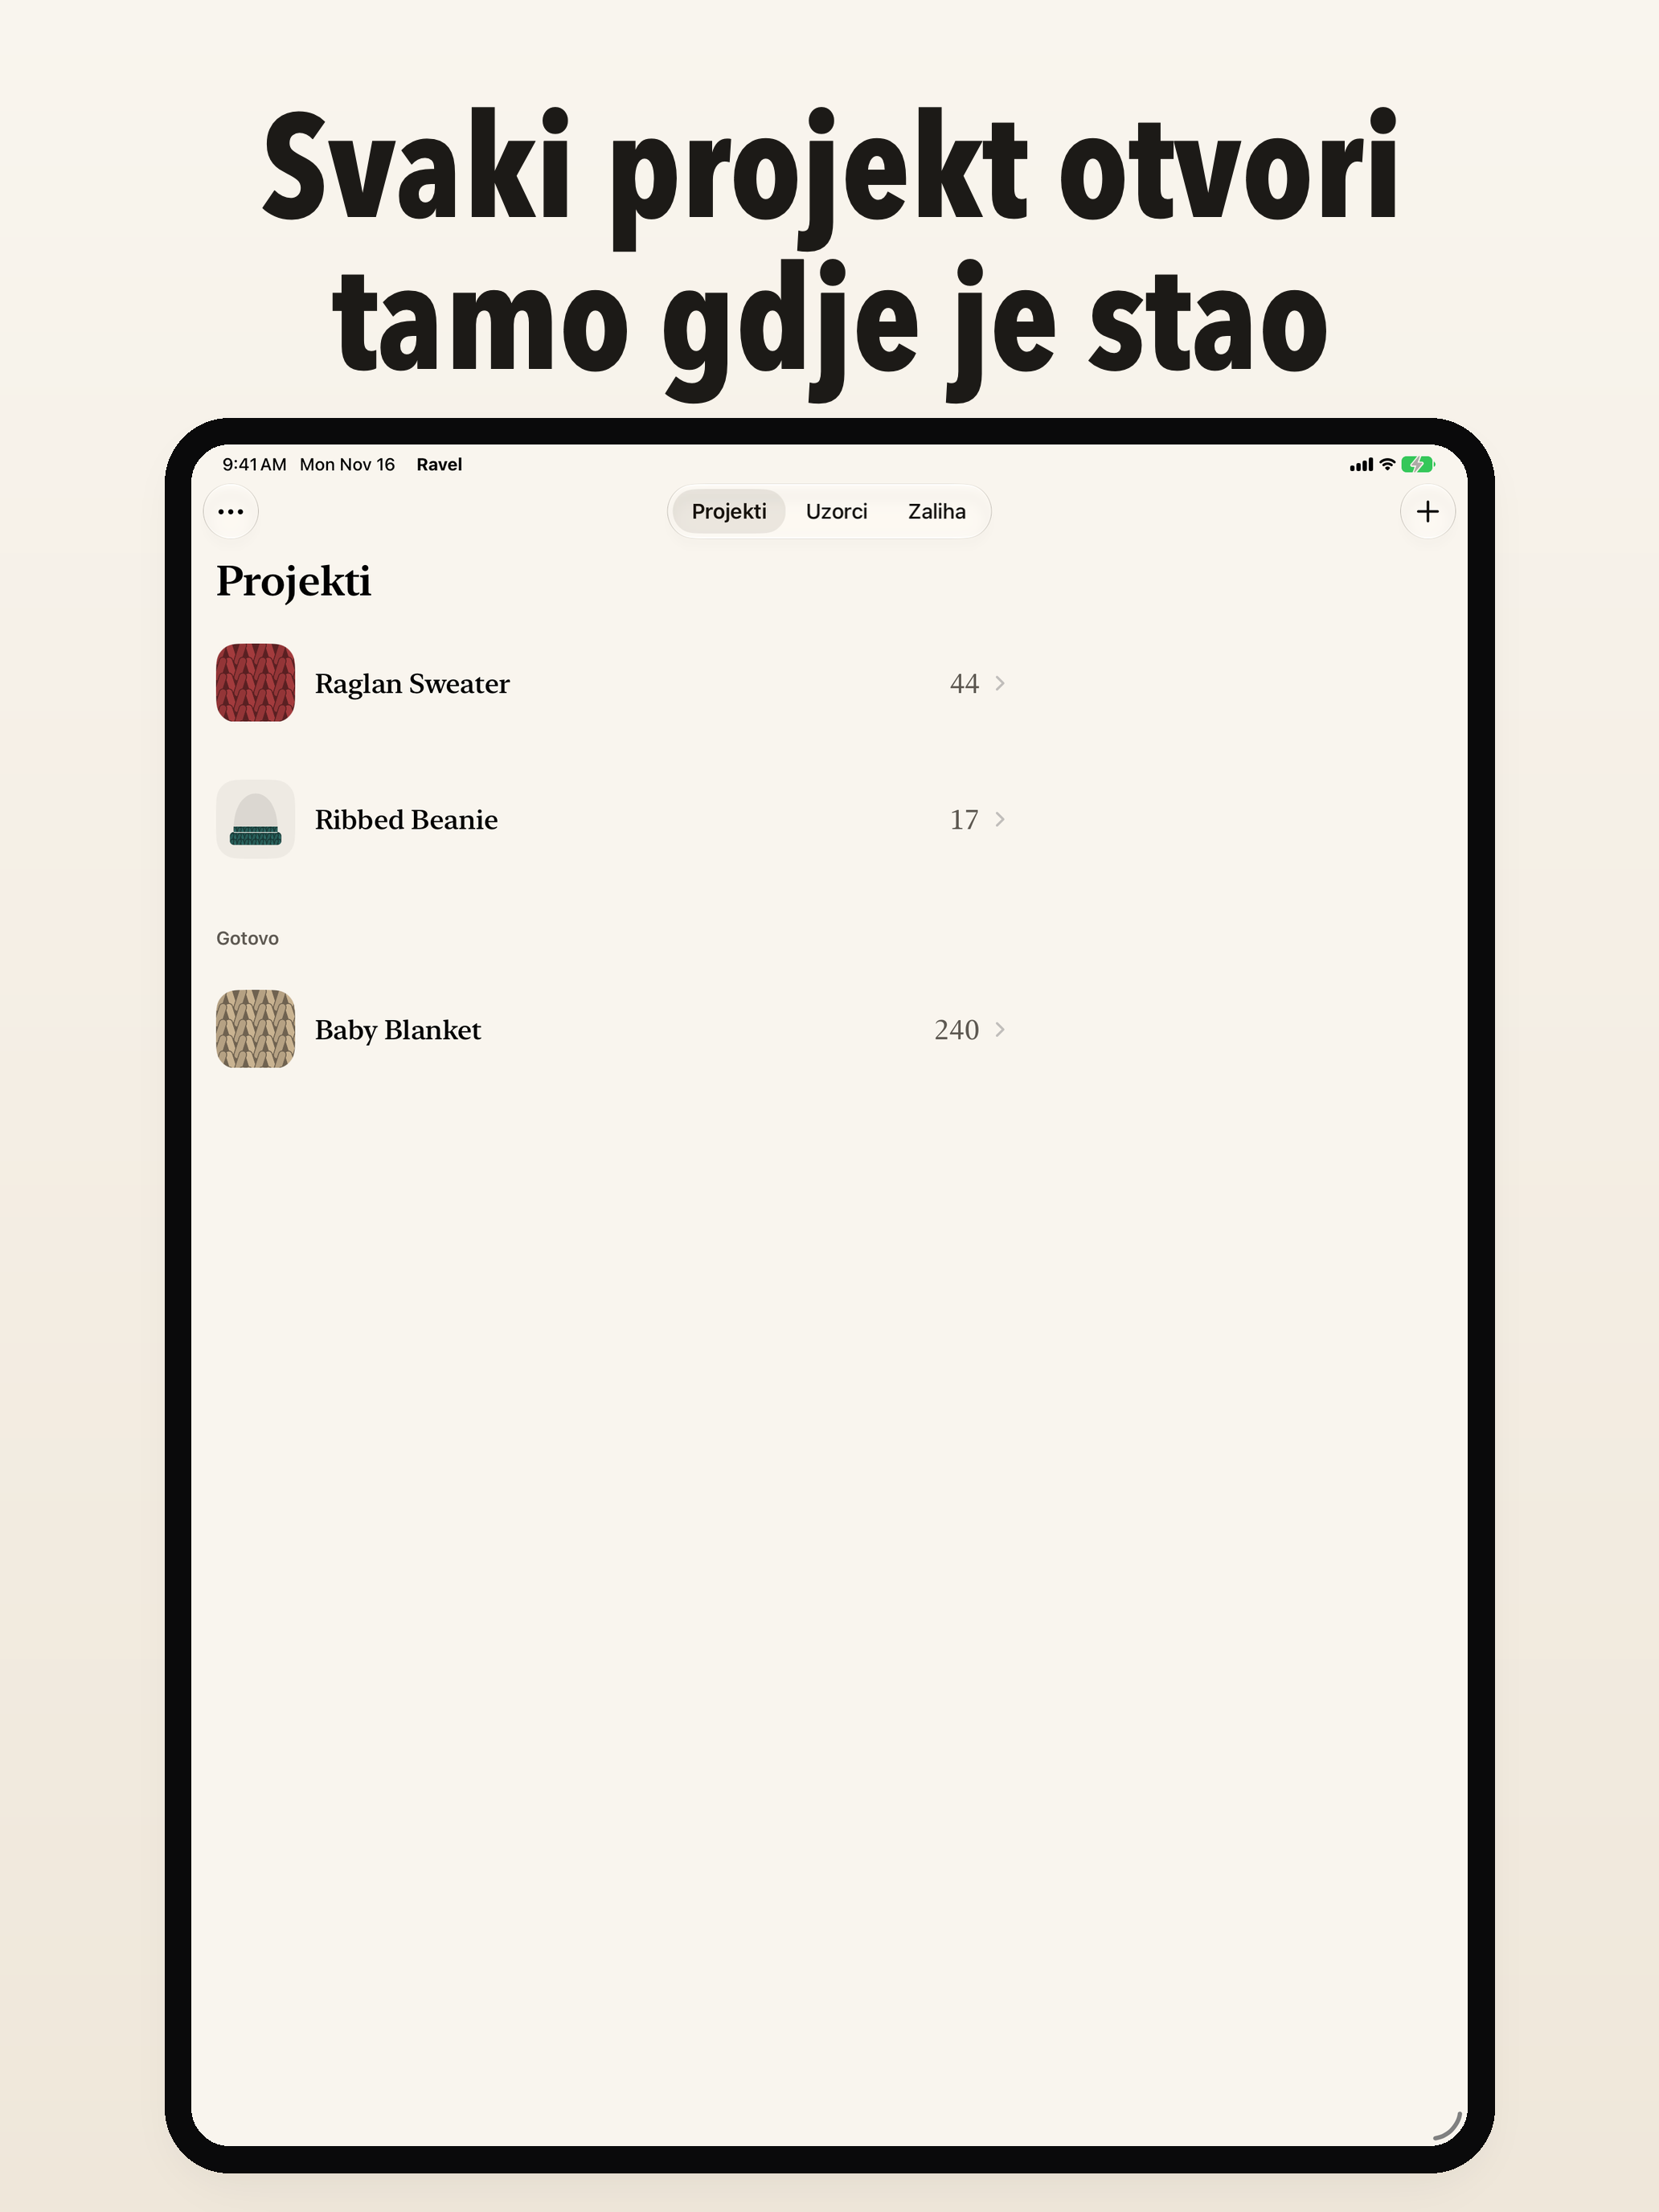 Svaki projekt otvori
tamo gdje je stao
9:41 AM Mon Nov 16 Ravel
Projekti Uzorci Zaliha
Projekti
Raglan Sweater 44
Ribbed Beanie 17
Gotovo
Baby Blanket 240